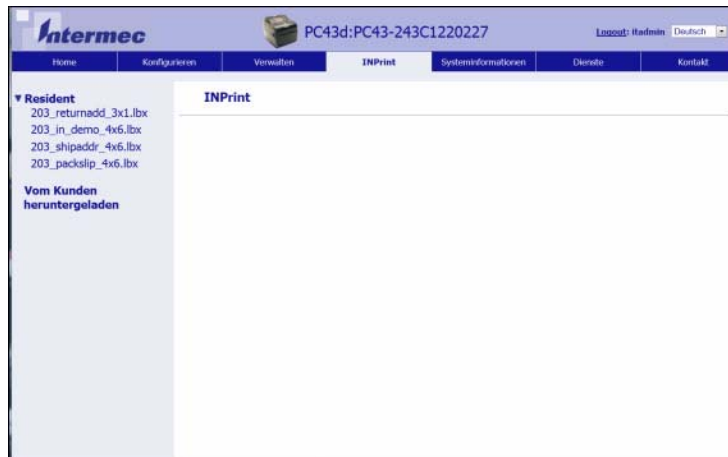 Intermec
PC43d:PC43-243C1220227
Logout: itadmin Deutsch
Home Konfigurieren Verwalten INPrint Systeminformationen Dienste Kontakt
Resident
203_returnadd_3x1.lbx
203_in_demo_4x6.lbx
203_shipaddr_4x6.lbx
203_packslip_4x6.lbx
Vom Kunden
heruntergeladen
INPrint